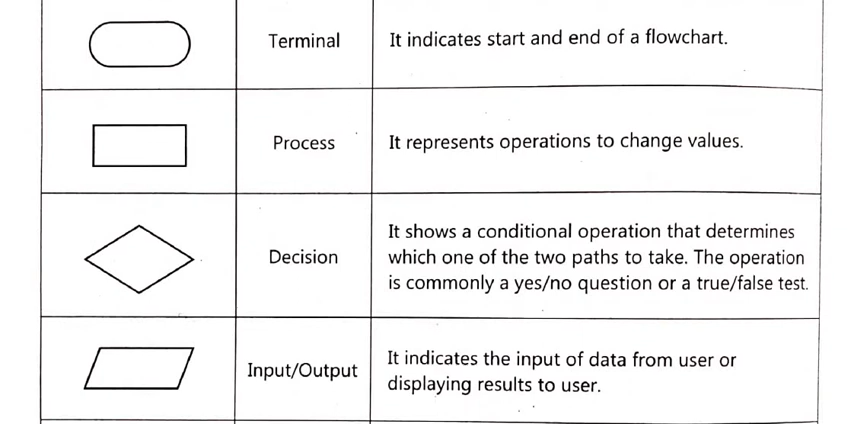 Terminal
It indicates start and end of a flowchart.
Process
It represents operations to change values.
Decision
It shows a conditional operation that determines
which one of the two paths to take. The operation
is commonly a yes/no question or a true/false test.
Input/Output
It indicates the input of data from user or
displaying results to user.